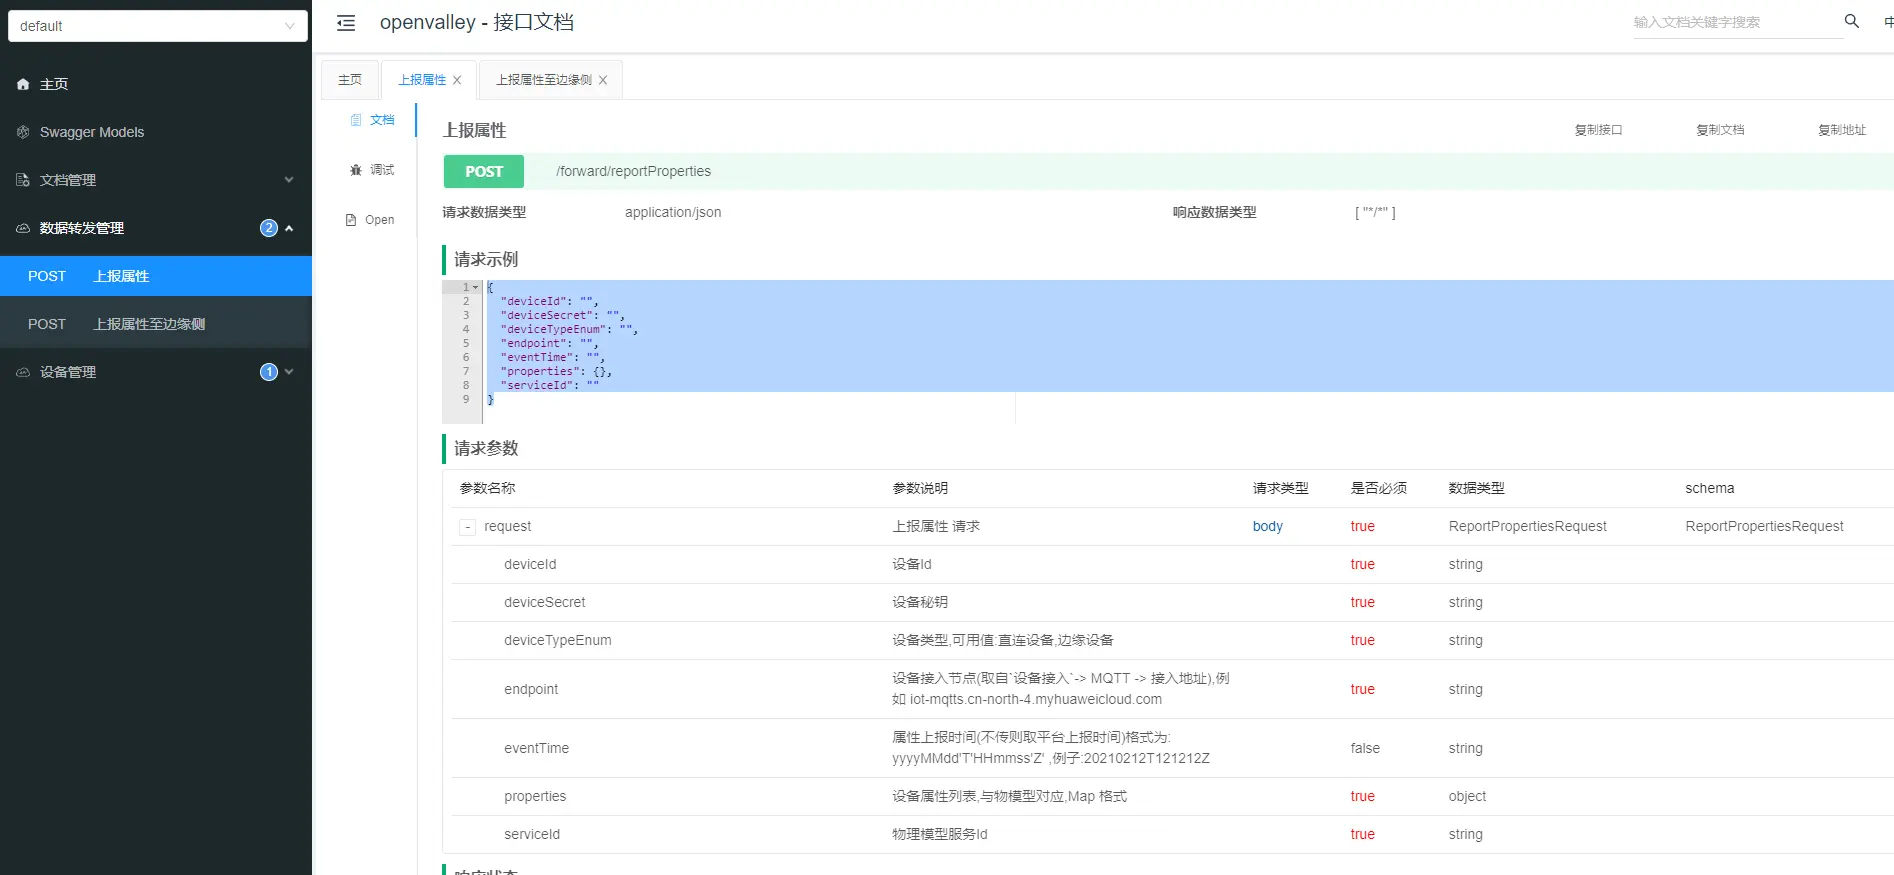 default
openvalley - 接口文档
输入文档关键字搜索
主页
Swagger Models
文档管理
数据转发管理 2
POST 上报属性
POST 上报属性至边缘侧
设备管理 1
主页 上报属性 上报属性至边缘侧
文档
调试
Open
上报属性 复制接口 复制文档 复制地址
POST /forward/reportProperties
请求数据类型 application/json 响应数据类型 [ "*/*" ]
请求示例
1 {
2 "deviceId": "",
3 "deviceSecret": "",
4 "deviceTypeEnum": "",
5 "endpoint": "",
6 "eventTime": "",
7 "properties": {},
8 "serviceId": ""
9 }
请求参数
参数名称 参数说明 请求类型 是否必须 数据类型 schema
- request 上报属性 请求 body true ReportPropertiesRequest ReportPropertiesRequest
deviceId 设备Id true string
deviceSecret 设备秘钥 true string
deviceTypeEnum 设备类型,可用值:直连设备,边缘设备 true string
endpoint 设备接入节点(取自`设备接入`-> MQTT -> 接入地址),例
如 iot-mqtts.cn-north-4.myhuaweicloud.com true string
eventTime 属性上报时间(不传则取平台上报时间)格式为:
yyyyMMdd'T'HHmmss'Z' ,例子:20210212T121212Z false string
properties 设备属性列表,与物模型对应,Map 格式 true object
serviceId 物理模型服务Id true string
响应状态